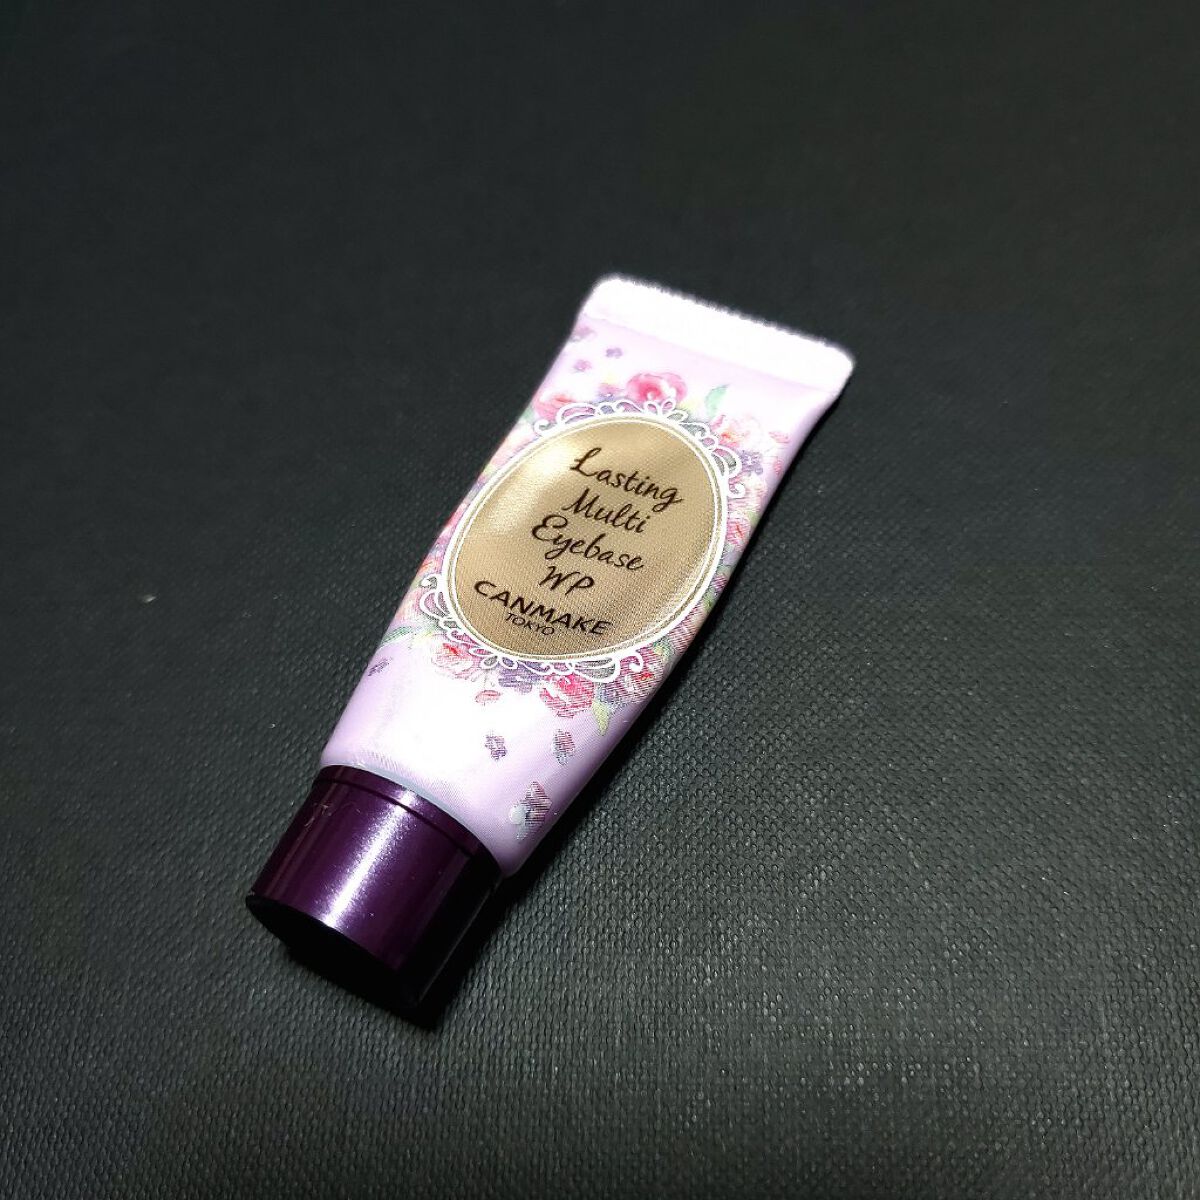 Lasting
Multi
Eyebase
WP
CANMAKE
TOKYO